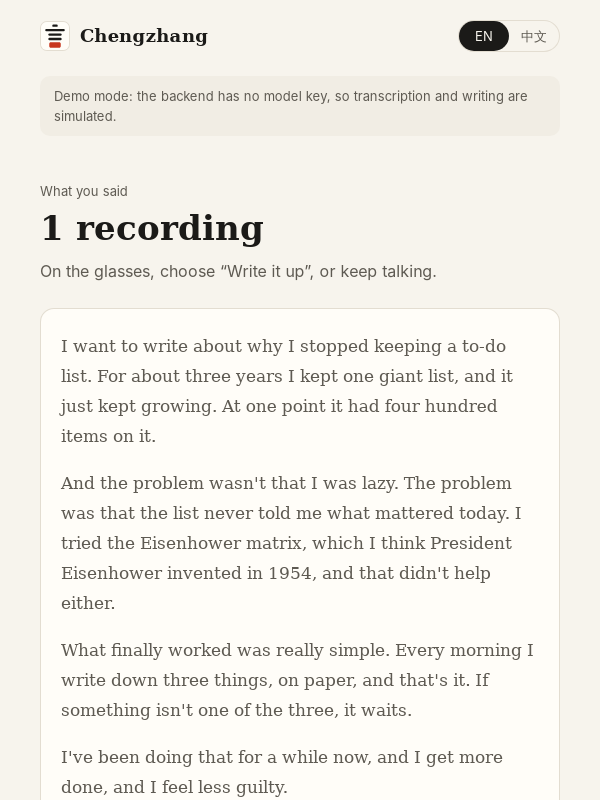 Chengzhang
EN
中文
Demo mode: the backend has no model key, so transcription and writing are
simulated.
What you said
1 recording
On the glasses, choose “Write it up”, or keep talking.
I want to write about why I stopped keeping a to-do
list. For about three years I kept one giant list, and it
just kept growing. At one point it had four hundred
items on it.
And the problem wasn't that I was lazy. The problem
was that the list never told me what mattered today. I
tried the Eisenhower matrix, which I think President
Eisenhower invented in 1954, and that didn't help
either.
What finally worked was really simple. Every morning I
write down three things, on paper, and that's it. If
something isn't one of the three, it waits.
I've been doing that for a while now, and I get more
done, and I feel less guilty.